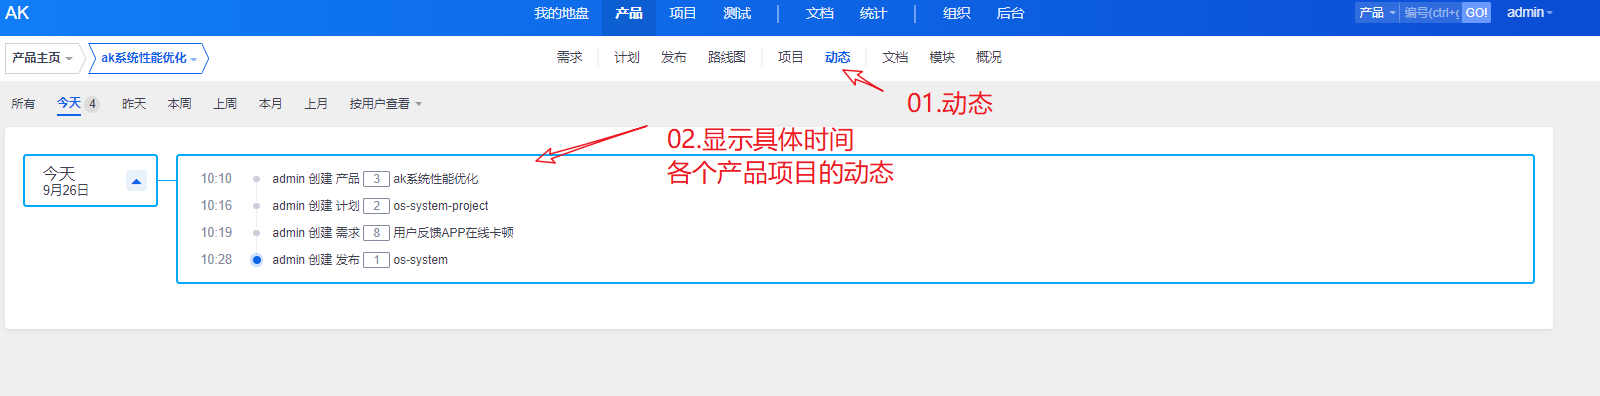 AK 我的地盘 产品 项目 测试 文档 统计 组织 后台 产品 编号(ctrl+g GO! admin
产品主页 ak系统性能优化 需求 计划 发布 路线图 项目 动态 文档 模块 概况
所有 今天 4 昨天 本周 上周 本月 上月 按用户查看
01.动态
02.显示具体时间
各个产品项目的动态
今天
9月26日
10:10 admin 创建 产品 3 ak系统性能优化
10:16 admin 创建 计划 2 os-system-project
10:19 admin 创建 需求 8 用户反馈APP在线卡顿
10:28 admin 创建 发布 1 os-system